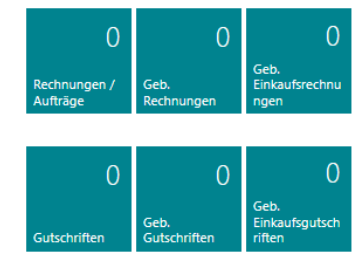 0
Rechnungen /
Aufträge
0
Geb.
Rechnungen
0
Geb.
Einkaufsrechnu
ngen
0
Gutschriften
0
Geb.
Gutschriften
0
Geb.
Einkaufsgutsch
riften